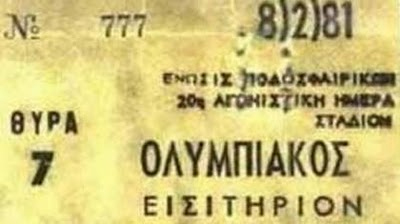 № 777 8)2)81
ΕΝΩΣΙΣ ΠΟΔΟΣΦΑΙΡΙΚΩΝ
20η ΑΓΩΝΙΣΤΙΚΗ ΗΜΕΡΑ
ΣΤΑΔΙΟΝ
ΘΥΡΑ
7
ΟΛΥΜΠΙΑΚΟΣ
ΕΙΣΙΤΗΡΙΟΝ